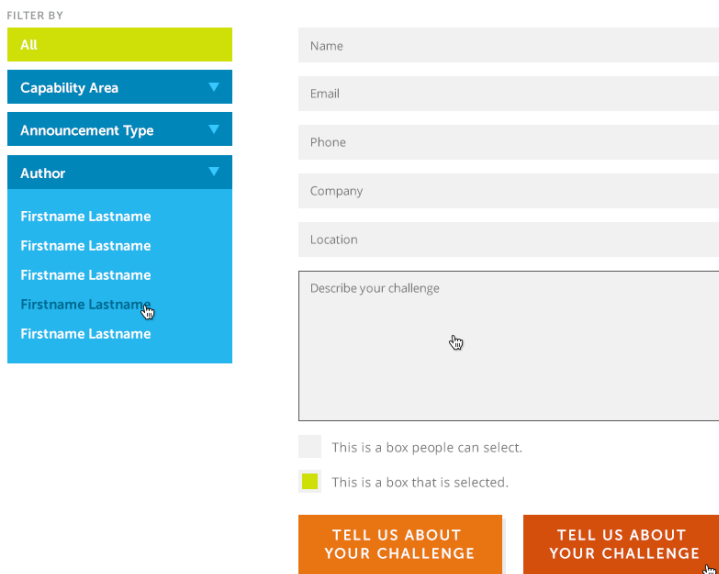 FILTER BY
All
Capability Area
Announcement Type
Author
Firstname Lastname
Firstname Lastname
Firstname Lastname
Firstname Lastname
Firstname Lastname
Name
Email
Phone
Company
Location
Describe your challenge
This is a box people can select.
This is a box that is selected.
TELL US ABOUT
YOUR CHALLENGE
TELL US ABOUT
YOUR CHALLENGE